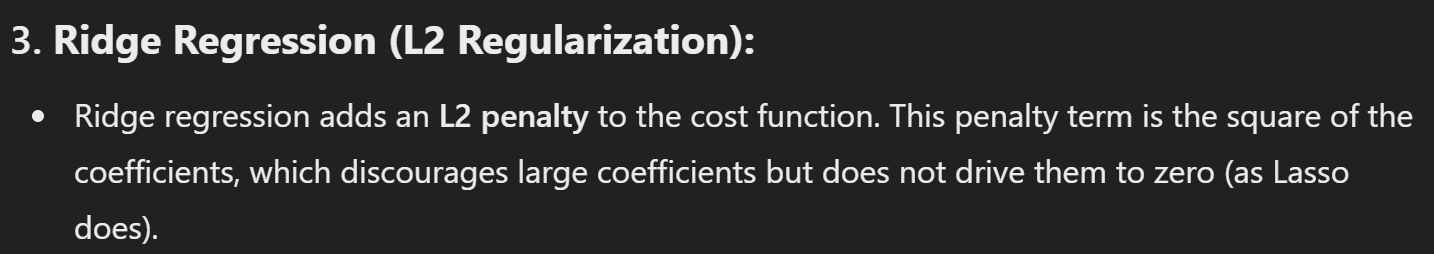 3. Ridge Regression (L2 Regularization):
• Ridge regression adds an L2 penalty to the cost function. This penalty term is the square of the
coefficients, which discourages large coefficients but does not drive them to zero (as Lasso
does).